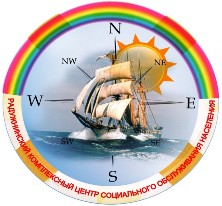 N
NW
NE
W
E
SW
SE
S
РАДУЖНИНСКИЙ КОМПЛЕКСНЫЙ ЦЕНТР СОЦИАЛЬНОГО ОБСЛУЖИВАНИЯ НАСЕЛЕНИЯ